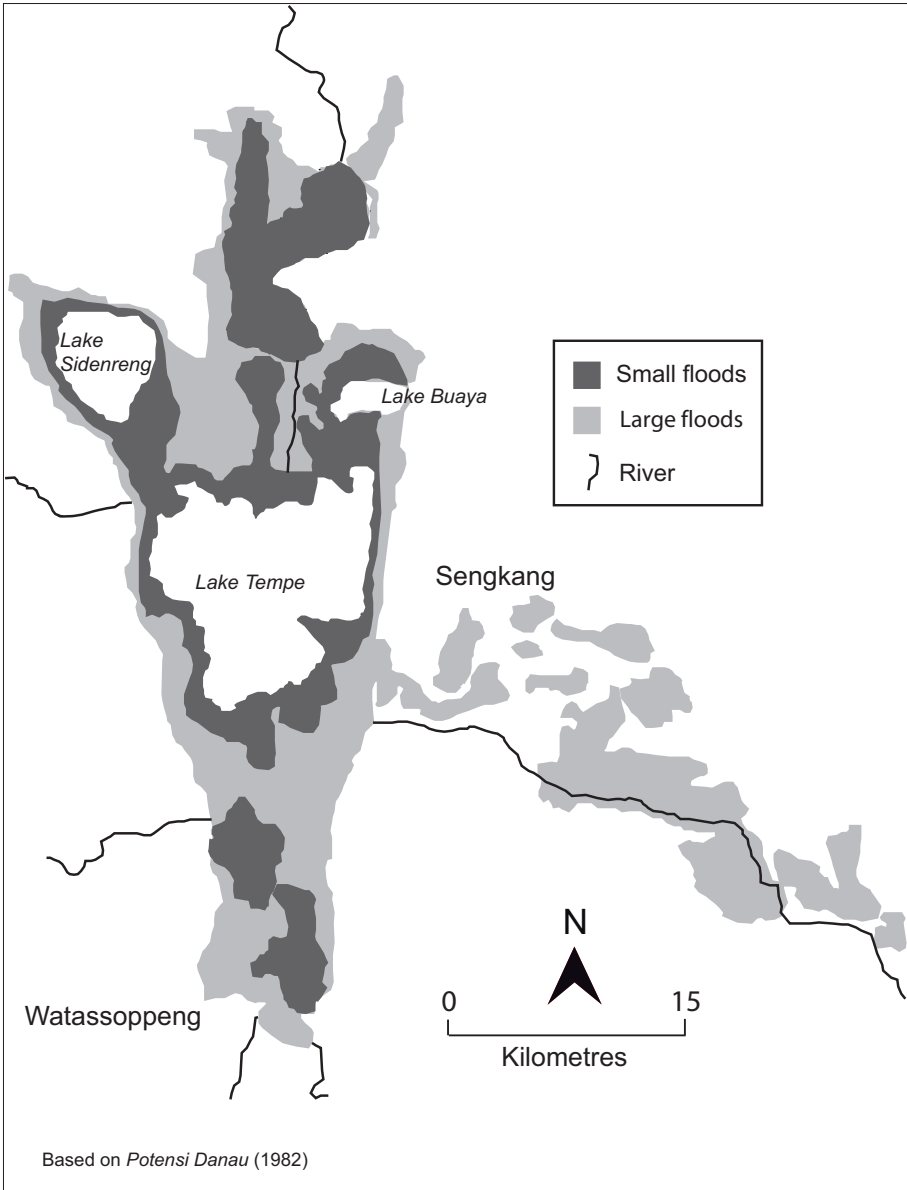 Lake
Sidenreng
Lake Buaya
Small floods
Large floods
River
Lake Tempe
Sengkang
N
0 15
Kilometres
Watassoppeng
Based on Potensi Danau (1982)